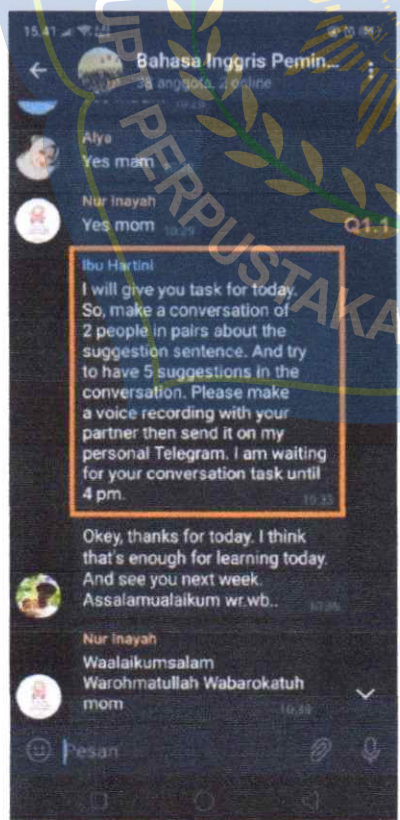 15.41
Bahasa Inggris Pemin...
38 anggota, 2 online
Alya
Yes mam
Nur Inayah
Yes mom 10:29
Q1.1
Ibu Hartini
I will give you task for today.
So, make a conversation of
2 people in pairs about the
suggestion sentence. And try
to have 5 suggestions in the
conversation. Please make
a voice recording with your
partner then send it on my
personal Telegram. I am waiting
for your conversation task until
4 pm. 10:33
Okey, thanks for today. I think
that's enough for learning today.
And see you next week.
Assalamualaikum wr.wb..
Nur Inayah
Waalaikumsalam
Warohmatullah Wabarokatuh
mom 10:39
Pesan
UPT PERPUSTAKA